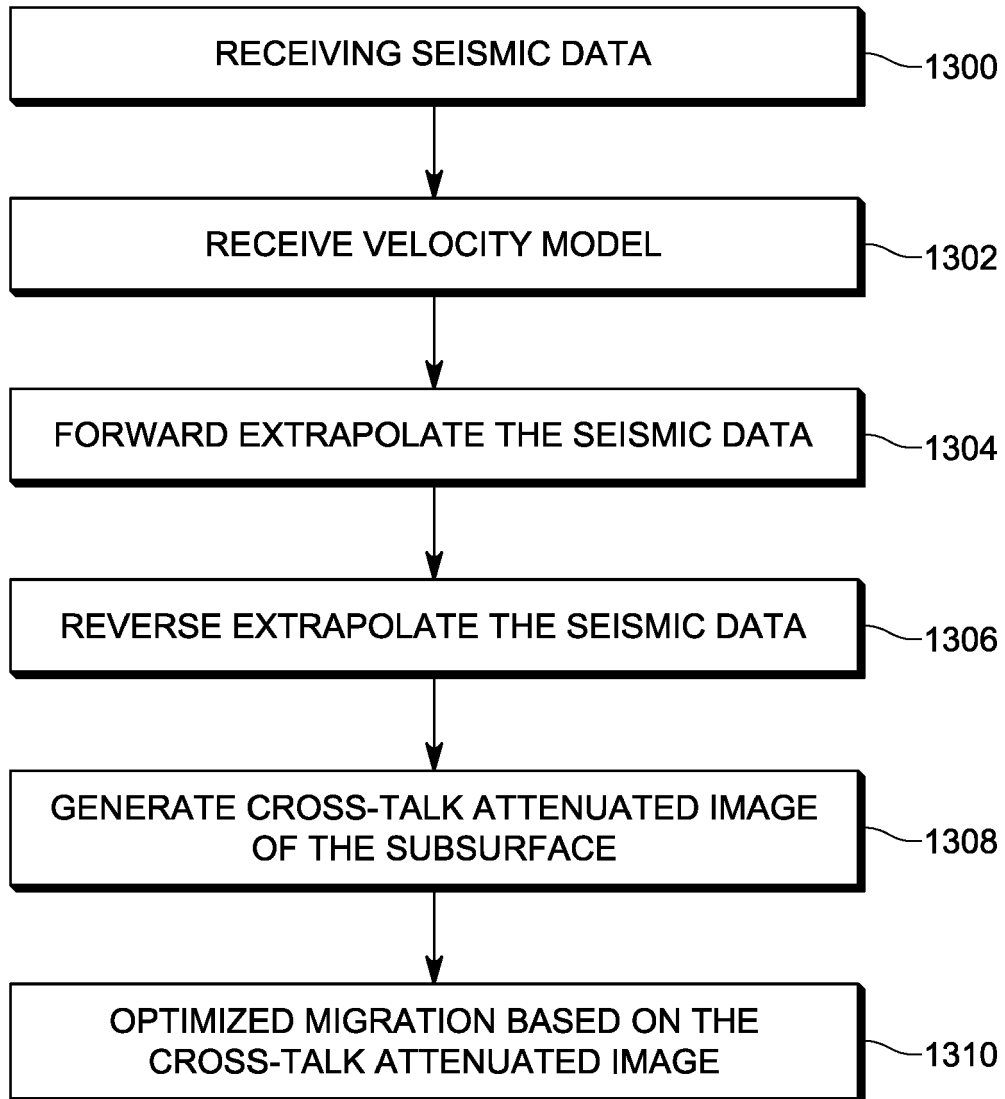 RECEIVING SEISMIC DATA
1300
RECEIVE VELOCITY MODEL
1302
FORWARD EXTRAPOLATE THE SEISMIC DATA
1304
REVERSE EXTRAPOLATE THE SEISMIC DATA
1306
GENERATE CROSS-TALK ATTENUATED IMAGE
OF THE SUBSURFACE
1308
OPTIMIZED MIGRATION BASED ON THE
CROSS-TALK ATTENUATED IMAGE
1310